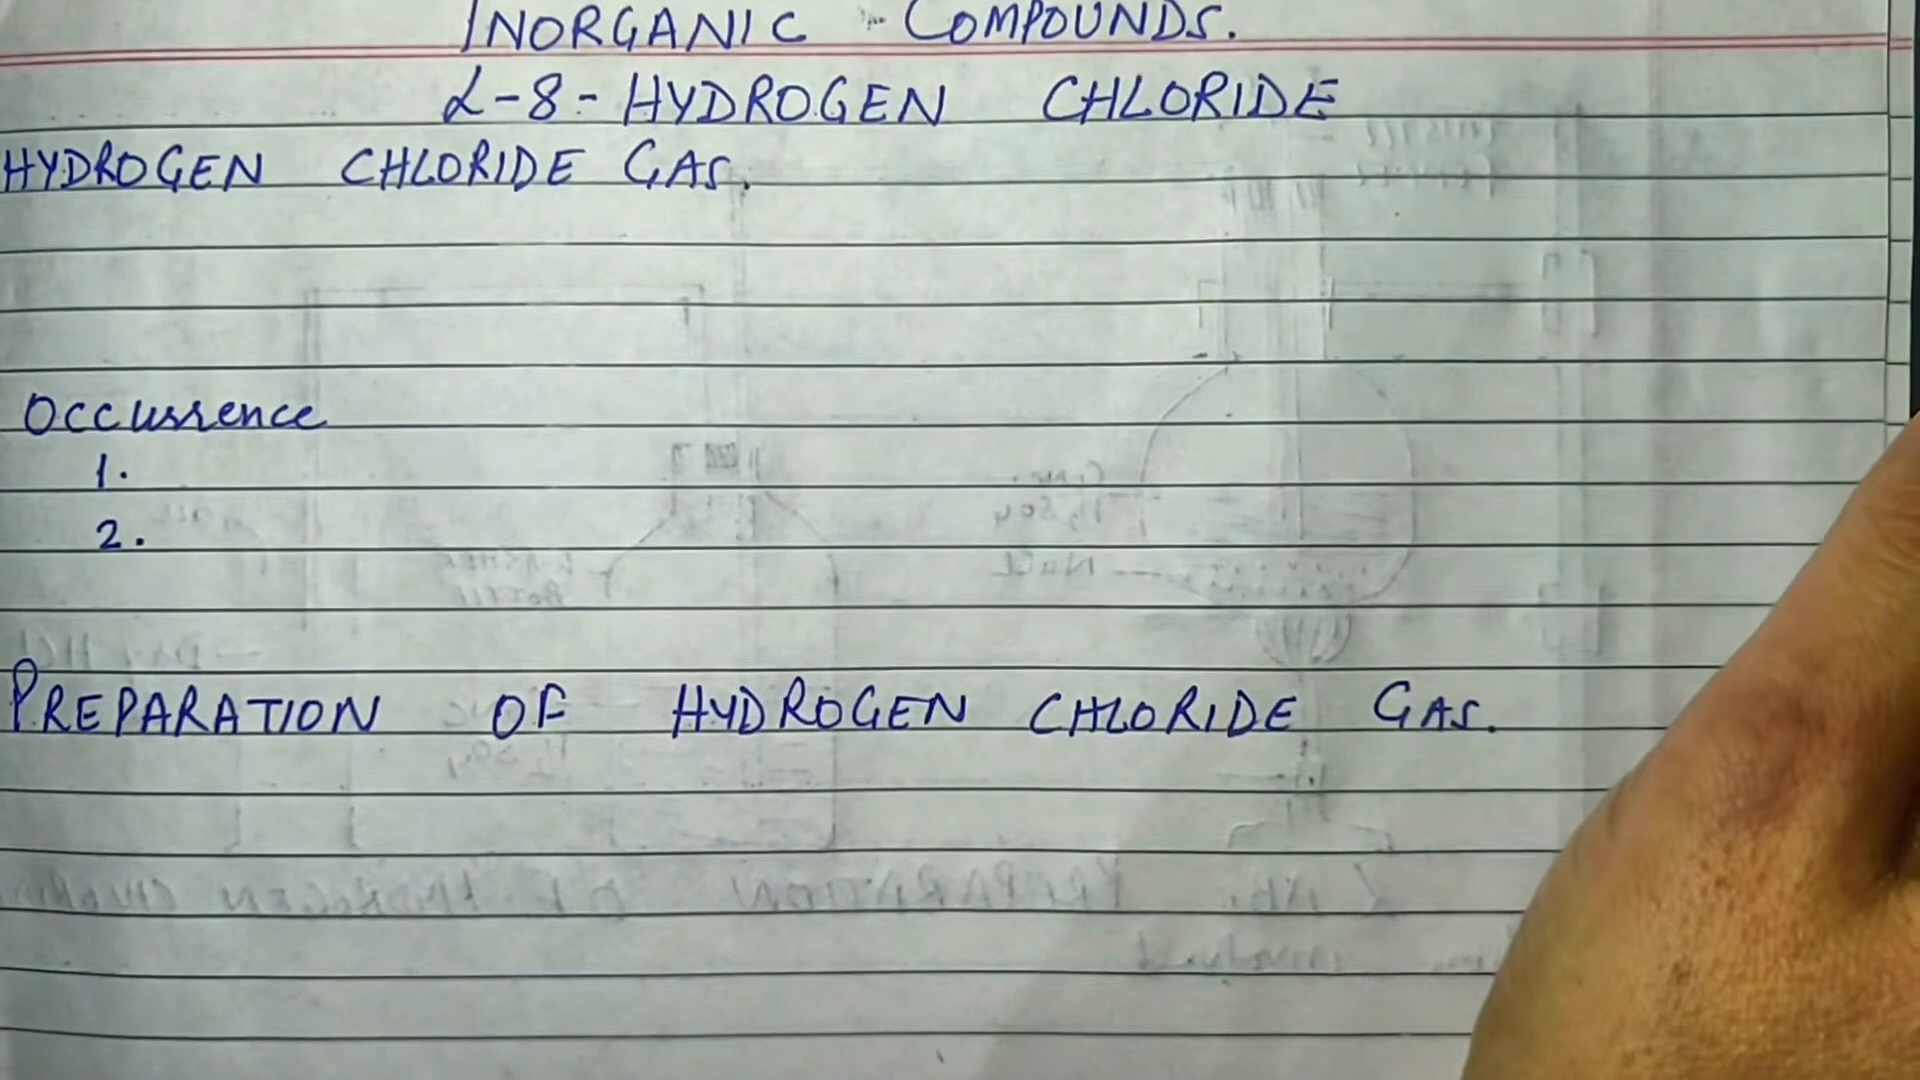 INORGANIC COMPOUNDS.
L-8-HYDROGEN CHLORIDE
HYDROGEN CHLORIDE GAS.
Occurrence
1.
2.
PREPARATION OF HYDROGEN CHLORIDE GAS.